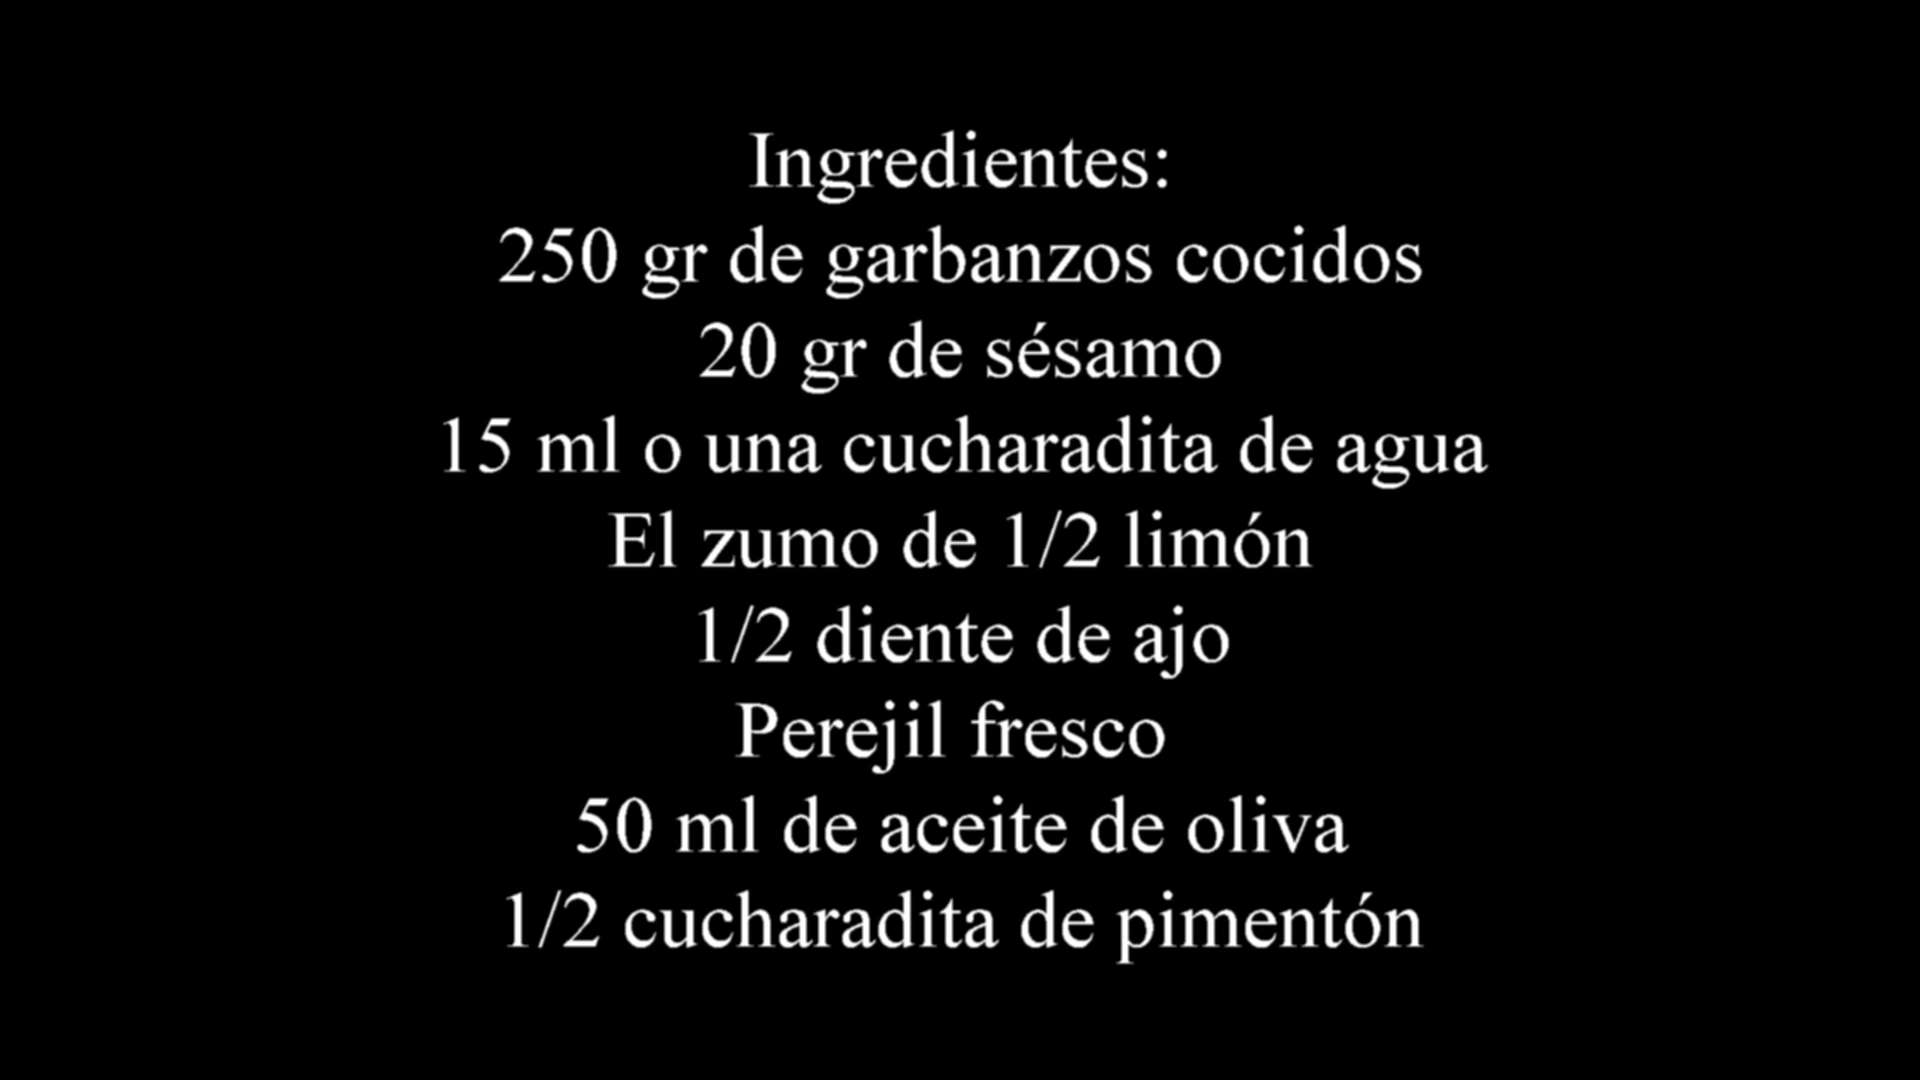 Ingredientes:
250 gr de garbanzos cocidos
20 gr de sésamo
15 ml o una cucharadita de agua
El zumo de 1/2 limón
1/2 diente de ajo
Perejil fresco
50 ml de aceite de oliva
1/2 cucharadita de pimentón